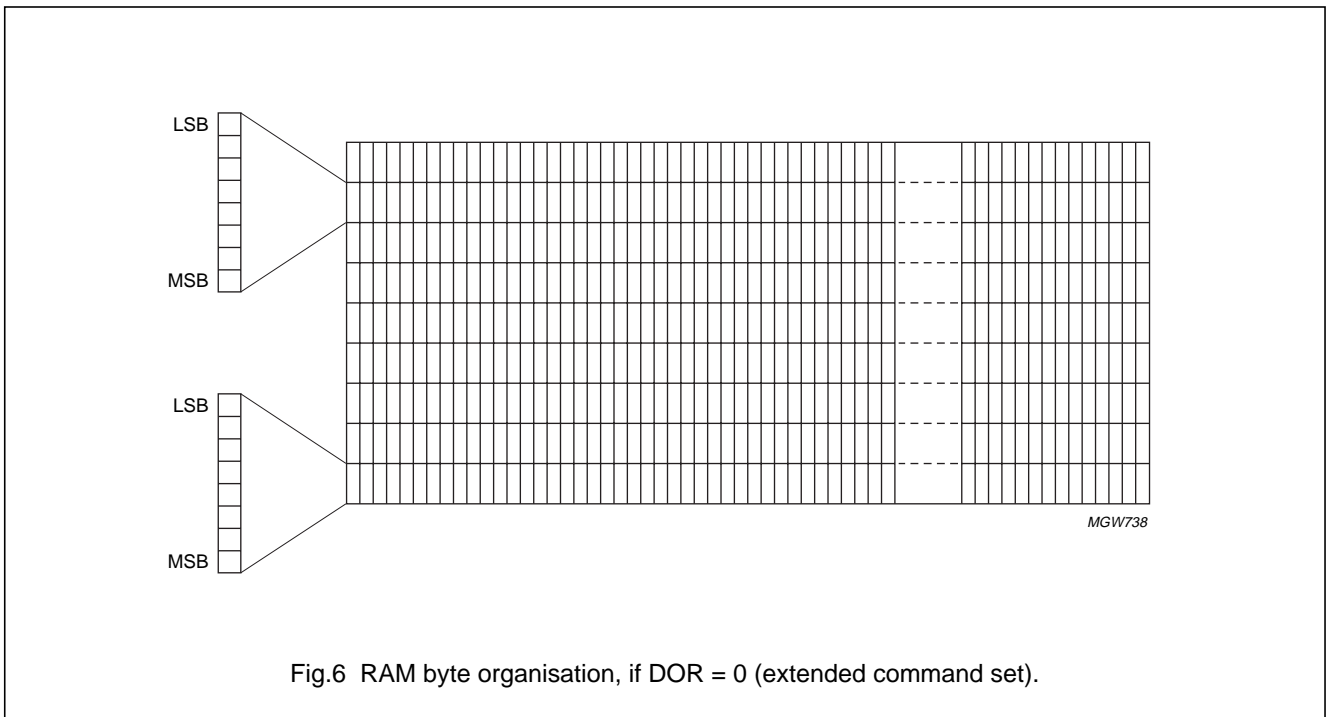 LSB
MSB
LSB
MSB
MGW738
Fig.6 RAM byte organisation, if DOR = 0 (extended command set).